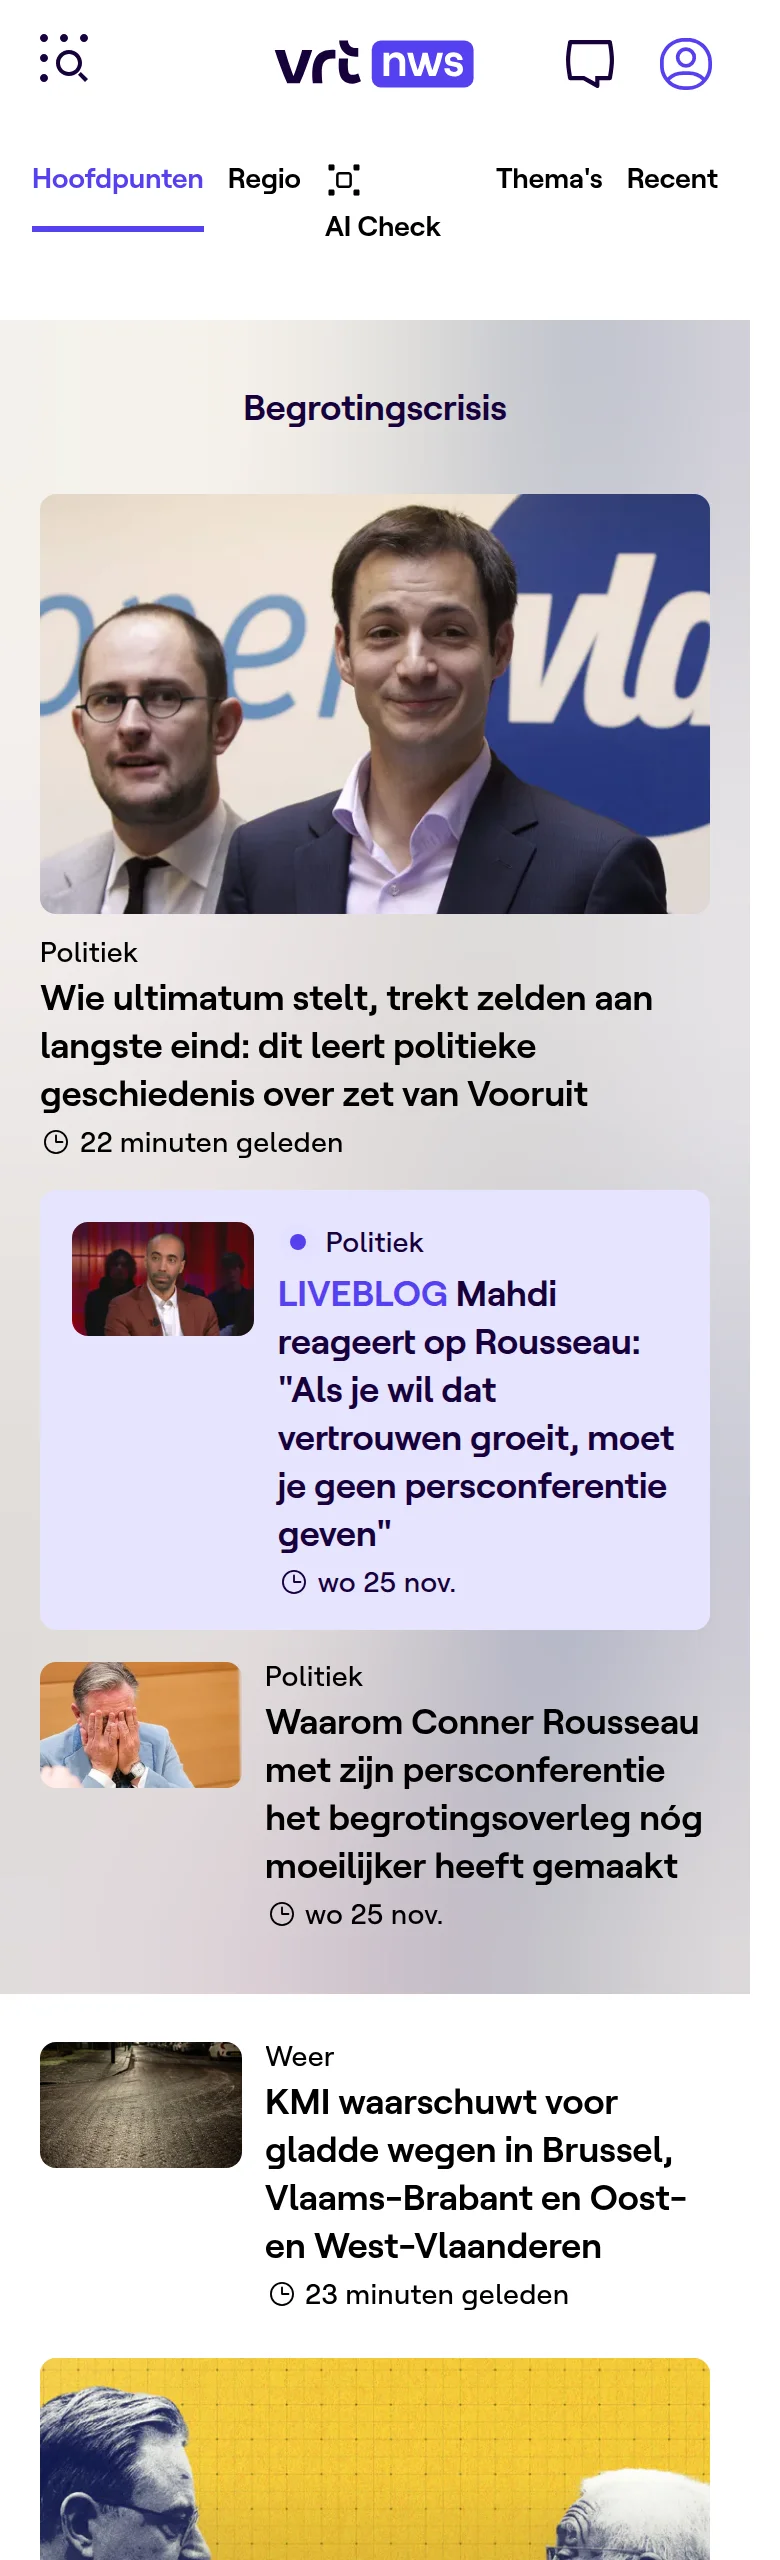 vrt nws
Hoofdpunten Regio AI Check Thema's Recent
Begrotingscrisis
vld
Politiek
Wie ultimatum stelt, trekt zelden aan
langste eind: dit leert politieke
geschiedenis over zet van Vooruit
22 minuten geleden
Politiek
LIVEBLOG Mahdi
reageert op Rousseau:
"Als je wil dat
vertrouwen groeit, moet
je geen persconferentie
geven"
wo 25 nov.
Politiek
Waarom Conner Rousseau
met zijn persconferentie
het begrotingsoverleg nóg
moeilijker heeft gemaakt
wo 25 nov.
Weer
KMI waarschuwt voor
gladde wegen in Brussel,
Vlaams-Brabant en Oost-
en West-Vlaanderen
23 minuten geleden